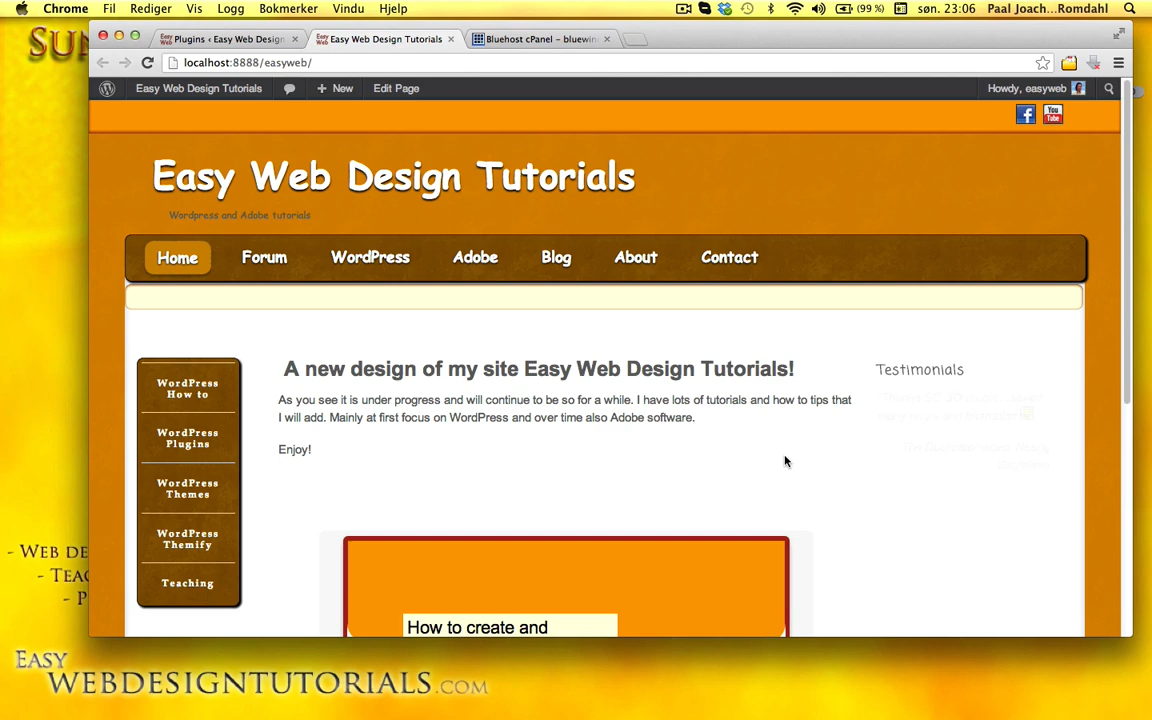 Chrome Fil Rediger Vis Logg Bokmerker Vindu Hjelp (99 %) søn. 23:06 Paal Joach...Romdahl
Plugins ‹ Easy Web Design
Easy Web Design Tutorials
Bluehost cPanel - bluewin
localhost:8888/easyweb/
Easy Web Design Tutorials + New Edit Page Howdy, easyweb
You
Tube
Easy Web Design Tutorials
Wordpress and Adobe tutorials
Home Forum WordPress Adobe Blog About Contact
WordPress
How to
WordPress
Plugins
WordPress
Themes
WordPress
Themify
Teaching
A new design of my site Easy Web Design Tutorials!
As you see it is under progress and will continue to be so for a while. I have lots of tutorials and how to tips that
I will add. Mainly at first focus on WordPress and over time also Adobe software.
Enjoy!
How to create and
Testimonials
SUN
- WEB DE
- TEA
- P
EASY
WEBDESIGNTUTORIALS.COM